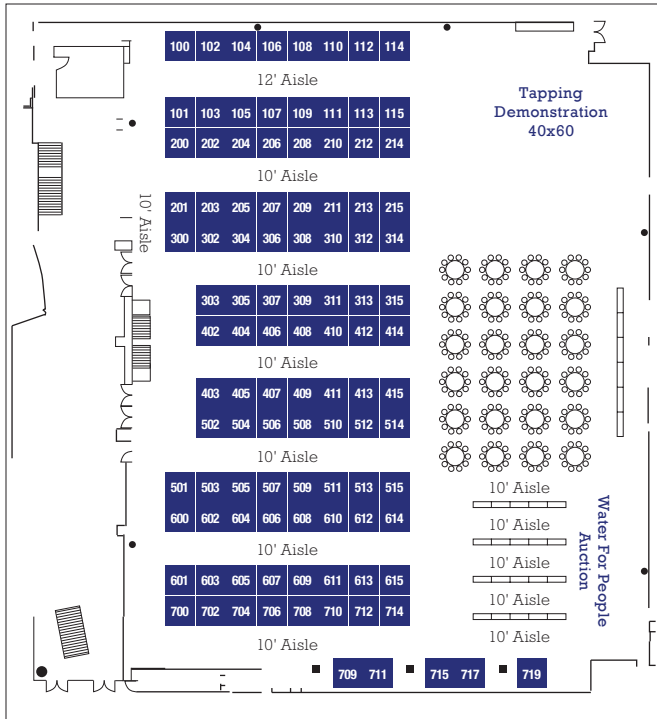 100 102 104 106 108 110 112 114
12' Aisle
Tapping
Demonstration
40x60
101 103 105 107 109 111 113 115
200 202 204 206 208 210 212 214
10' Aisle
10' Aisle
201 203 205 207 209 211 213 215
300 302 304 306 308 310 312 314
10' Aisle
303 305 307 309 311 313 315
402 404 406 408 410 412 414
10' Aisle
403 405 407 409 411 413 415
502 504 506 508 510 512 514
10' Aisle
501 503 505 507 509 511 513 515
600 602 604 606 608 610 612 614
10' Aisle
601 603 605 607 609 611 613 615
700 702 704 706 708 710 712 714
10' Aisle
709 711 715 717 719
10' Aisle
10' Aisle
10' Aisle
10' Aisle
10' Aisle
Water For People
Auction